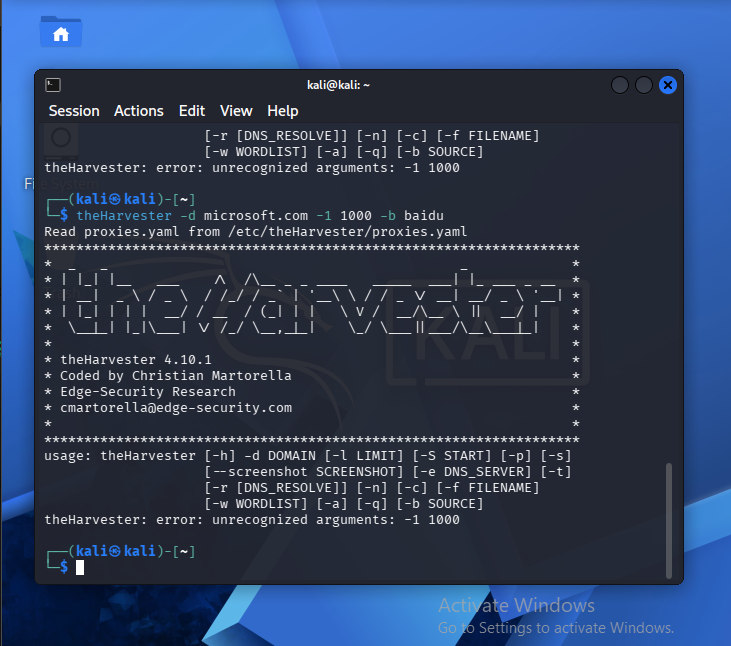 kali@kali: ~
Session Actions Edit View Help
[-r [DNS_RESOLVE]] [-n] [-c] [-f FILENAME]
[-w WORDLIST] [-a] [-q] [-b SOURCE]
theHarvester: error: unrecognized arguments: -1 1000
┌──(kali㉿kali)-[~]
└─$ theHarvester -d microsoft.com -1 1000 -b baidu
Read proxies.yaml from /etc/theHarvester/proxies.yaml
*******************************************************************
* theHarvester 4.10.1 *
* Coded by Christian Martorella *
* Edge-Security Research *
* cmartorella@edge-security.com *
* *
*******************************************************************
usage: theHarvester [-h] -d DOMAIN [-l LIMIT] [-S START] [-p] [-s]
[--screenshot SCREENSHOT] [-e DNS_SERVER] [-t]
[-r [DNS_RESOLVE]] [-n] [-c] [-f FILENAME]
[-w WORDLIST] [-a] [-q] [-b SOURCE]
theHarvester: error: unrecognized arguments: -1 1000
┌──(kali㉿kali)-[~]
└─$
KALI
Activate Windows
Go to Settings to activate Windows.